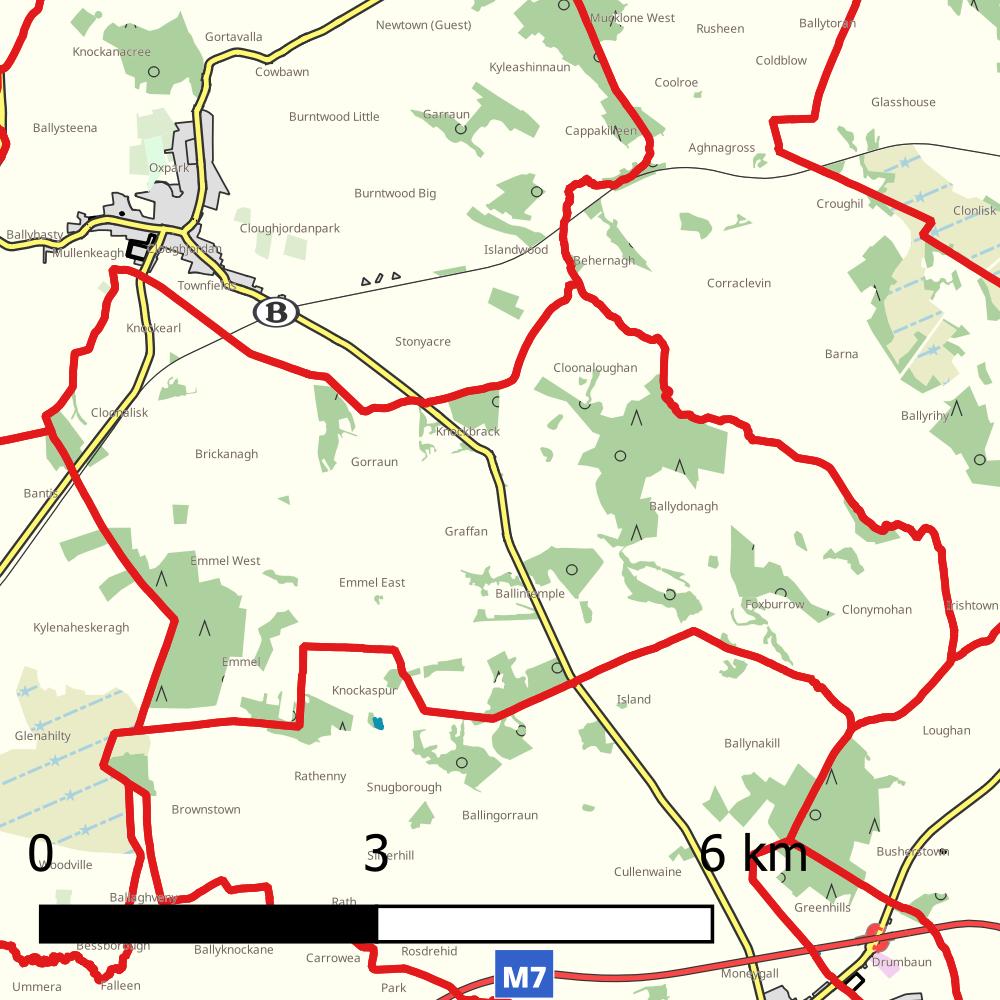 Newtown (Guest)
Mucklone West
Rusheen
Ballytoran
Gortavalla
Knockanacree
Cowbawn
Kyleashinnaun
Coldblow
Coolroe
Glasshouse
Garraun
Burntwood Little
Ballysteena
Cappakilleen
Aghnagross
Oxpark
Burntwood Big
Croughil
Clonlisk
Cloughjordanpark
Ballyhasty
Mullenkeagh
Cloughjordan
Islandwood
Behernagh
Townfields
Corraclevin
B
Knockearl
Stonyacre
Barna
Cloonaloughan
Cloonalisk
Ballyrihy
Knockbrack
Brickanagh
Gorraun
Bantis
Ballydonagh
Graffan
Emmel West
Emmel East
Ballintemple
Foxburrow
Clonymohan
Irishtown
Kylenaheskeragh
Emmel
Knockaspur
Island
Loughan
Glenahilty
Ballynakill
Rathenny
Snugborough
Brownstown
Ballingorraun
0 3 6 km
Woodville
Silverhill
Busherstown
Cullenwaine
Ballaghveny
Rath
Greenhills
Bessborough
Ballyknockane
Carrowea
Rosdrehid
Drumbaun
Moneygall
M7
Ummera
Falleen
Park